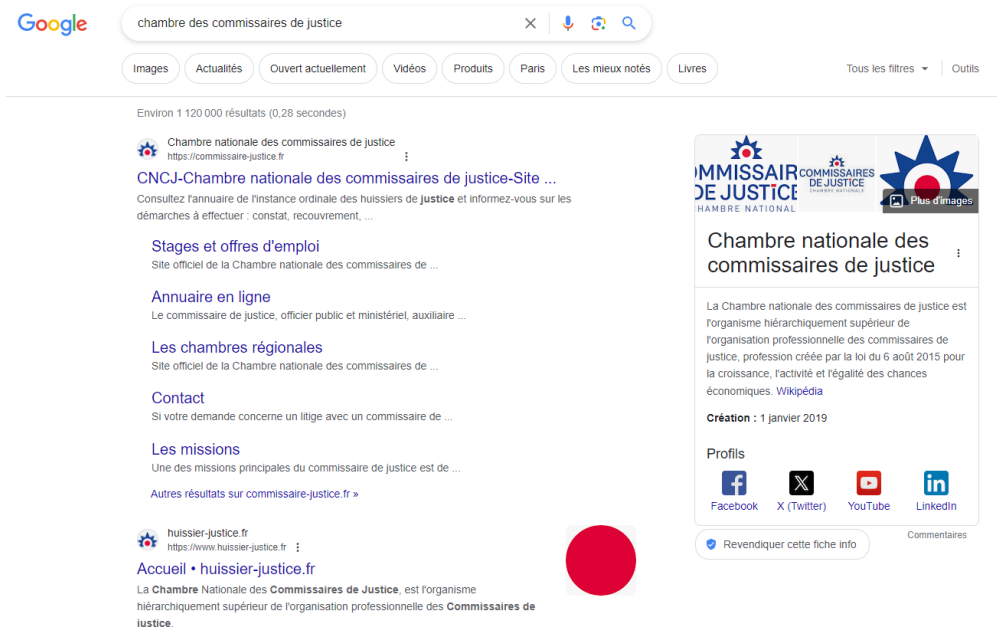 Google
chambre des commissaires de justice
Images
Actualités
Ouvert actuellement
Vidéos
Produits
Paris
Les mieux notés
Livres
Tous les filtres
Outils
Environ 1 120 000 résultats (0,28 secondes)
Chambre nationale des commissaires de justice
https://commissaire-justice.fr
CNCJ-Chambre nationale des commissaires de justice-Site ...
Consultez l'annuaire de l'instance ordinale des huissiers de justice et informez-vous sur les
démarches à effectuer : constat, recouvrement, ...
Stages et offres d'emploi
Site officiel de la Chambre nationale des commissaires de ...
Annuaire en ligne
Le commissaire de justice, officier public et ministériel, auxiliaire ...
Les chambres régionales
Site officiel de la Chambre nationale des commissaires de ...
Contact
Si votre demande concerne un litige avec un commissaire de ...
Les missions
Une des missions principales du commissaire de justice est de ...
Autres résultats sur commissaire-justice.fr »
huissier-justice.fr
https://www.huissier-justice.fr
Accueil • huissier-justice.fr
La Chambre Nationale des Commissaires de Justice, est l'organisme
hiérarchiquement supérieur de l'organisation professionnelle des Commissaires de
justice.
OMMISSAIR
DE JUSTICE
CHAMBRE NATIONAL
COMMISSAIRES
DE JUSTICE
CHAMBRE NATIONALE
Plus d'images
Chambre nationale des
commissaires de justice
La Chambre nationale des commissaires de justice est
l'organisme hiérarchiquement supérieur de
l'organisation professionnelle des commissaires de
justice, profession créée par la loi du 6 août 2015 pour
la croissance, l'activité et l'égalité des chances
économiques. Wikipédia
Création : 1 janvier 2019
Profils
Facebook
X (Twitter)
YouTube
LinkedIn
Revendiquer cette fiche info
Commentaires